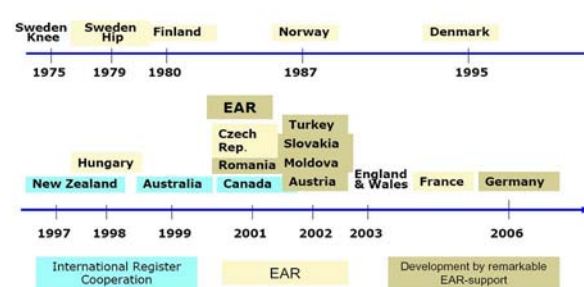 Sweden Knee
Sweden Hip
Finland
Norway
Denmark
1975
1979
1980
1987
1995
EAR
Czech Rep.
Romania
Turkey
Slovakia
Moldova
Austria
Hungary
New Zealand
Australia
Canada
England & Wales
France
Germany
1997
1998
1999
2001
2002
2003
2006
International Register
Cooperation
EAR
Development by remarkable
EAR-support